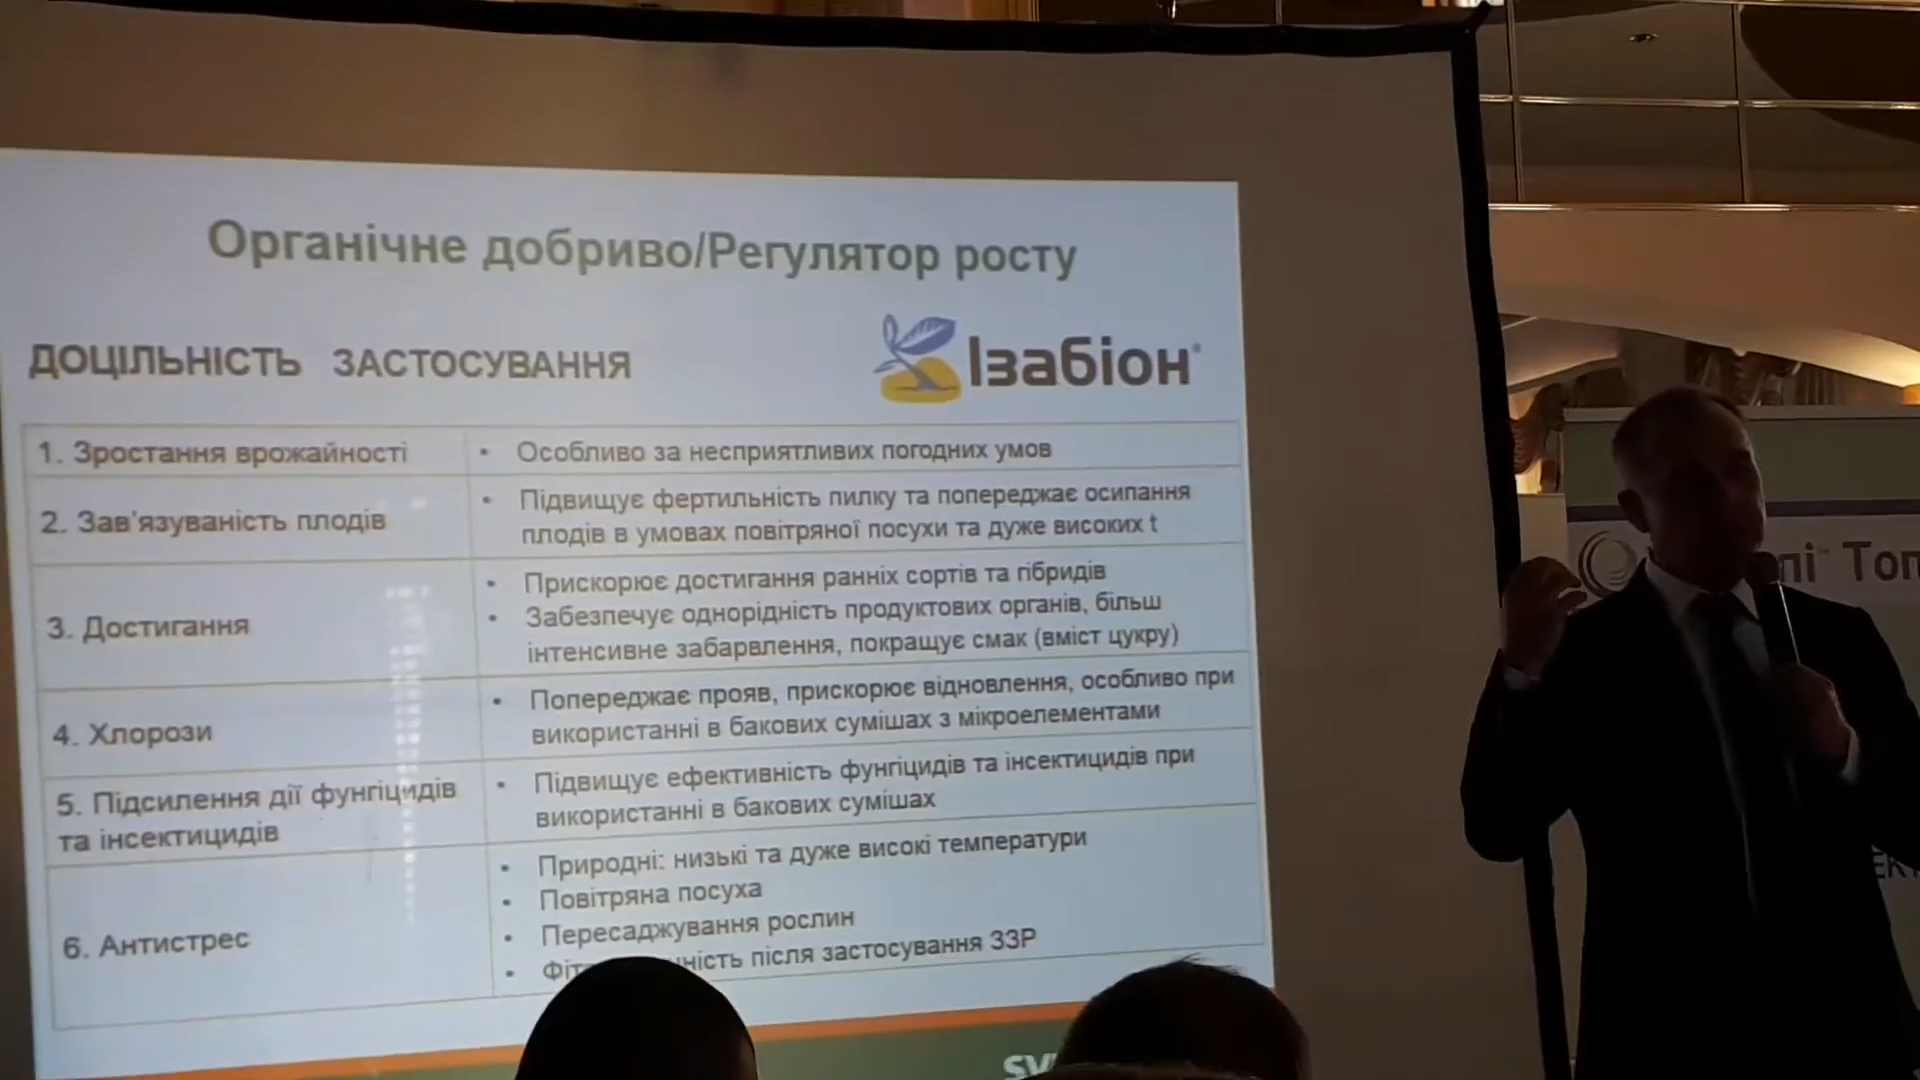 Органічне добриво/Регулятор росту
ДОЦІЛЬНІСТЬ ЗАСТОСУВАННЯ
Ізабіон®
1. Зростання врожайності
• Особливо за несприятливих погодних умов
2. Зав'язуваність плодів
• Підвищує фертильність пилку та попереджає осипання
плодів в умовах повітряної посухи та дуже високих t
3. Достигання
• Прискорює достигання ранніх сортів та гібридів
• Забезпечує однорідність продуктових органів, більш
інтенсивне забарвлення, покращує смак (вміст цукру)
4. Хлорози
• Попереджає прояв, прискорює відновлення, особливо при
використанні в бакових сумішах з мікроелементами
5. Підсилення дії фунгіцидів
та інсектицидів
• Підвищує ефективність фунгіцидів та інсектицидів при
використанні в бакових сумішах
6. Антистрес
• Природні: низькі та дуже високі температури
• Повітряна посуха
• Пересаджування рослин
• після застосування ЗЗР